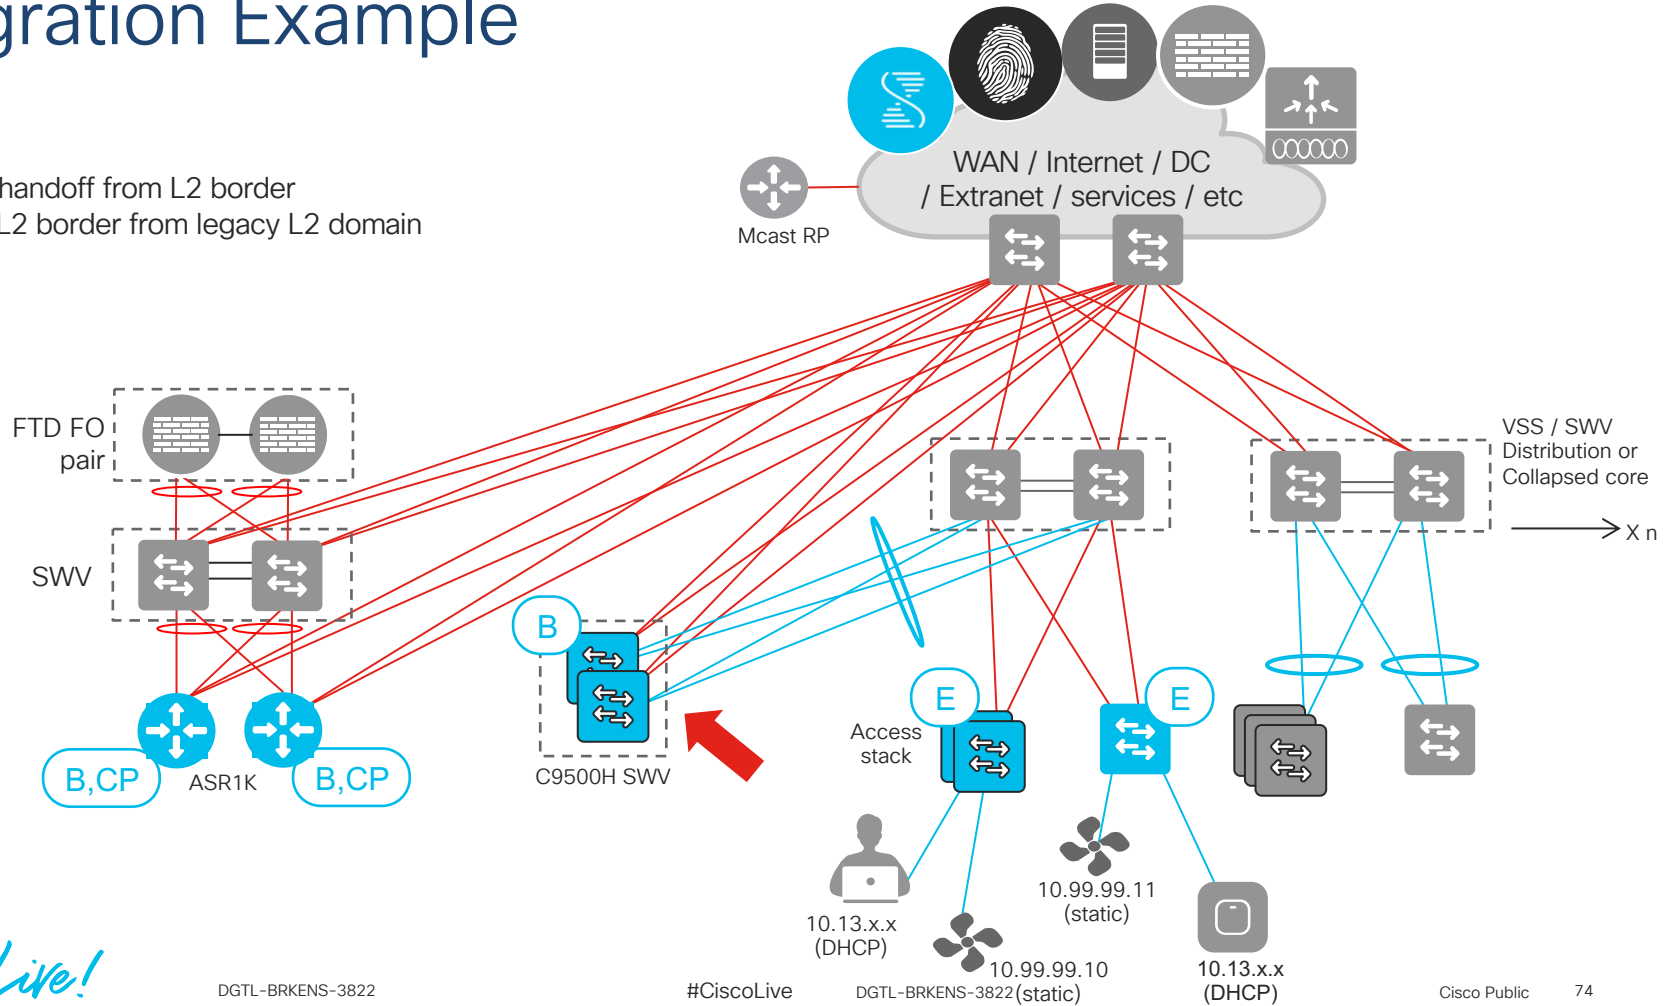 gration Example
handoff from L2 border
L2 border from legacy L2 domain
WAN / Internet / DC
/ Extranet / services / etc
Mcast RP
FTD FO
pair
SWV
B,CP
ASR1K
B,CP
B
C9500H SWV
VSS / SWV
Distribution or
Collapsed core
X n
E
E
Access
stack
10.13.x.x
(DHCP)
10.99.99.11
(static)
10.99.99.10
(static)
10.13.x.x
(DHCP)
Live!
DGTL-BRKENS-3822
#CiscoLive
DGTL-BRKENS-3822
Cisco Public
74